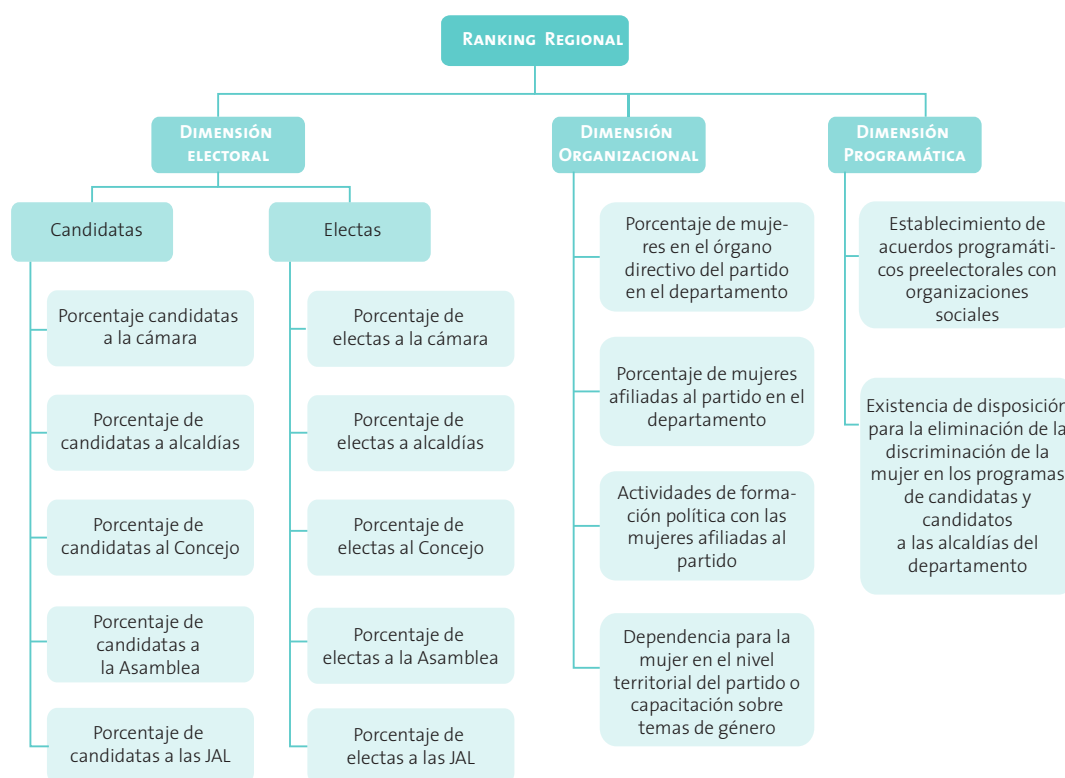 Ranking Regional
Dimensión
electoral
Dimensión
Organizacional
Dimensión
Programática
Candidatas
Electas
Porcentaje candidatas
a la cámara
Porcentaje de
candidatas a alcaldías
Porcentaje de
candidatas al Concejo
Porcentaje de
candidatas a
la Asamblea
Porcentaje de
candidatas a las JAL
Porcentaje de
electas a la cámara
Porcentaje de
electas a alcaldías
Porcentaje de
electas al Concejo
Porcentaje de
electas a la Asamblea
Porcentaje de
electas a las JAL
Porcentaje de muje-
res en el órgano
directivo del partido
en el departamento
Porcentaje de mujeres
afiliadas al partido en el
departamento
Actividades de forma-
ción política con las
mujeres afiliadas al
partido
Dependencia para la
mujer en el nivel
territorial del partido o
capacitación sobre
temas de género
Establecimiento de
acuerdos programáti-
cos preelectorales con
organizaciones
sociales
Existencia de disposición
para la eliminación de la
discriminación de la
mujer en los programas
de candidatas y
candidatos
a las alcaldías del
departamento